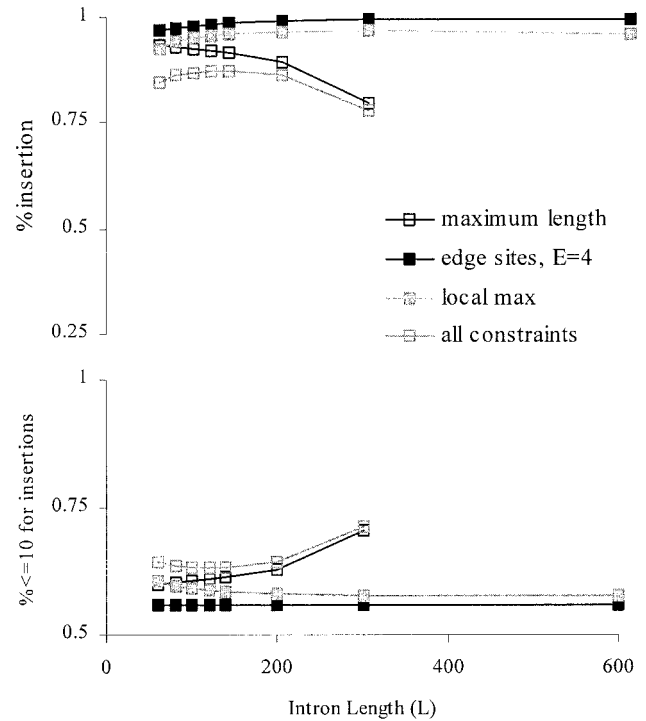 1
0.75
0.5
0.25
%insertion
maximum length
edge sites, E=4
local max
all constraints
1
0.75
0.5
%<=10 for insertions
0 200 400 600
Intron Length (L)